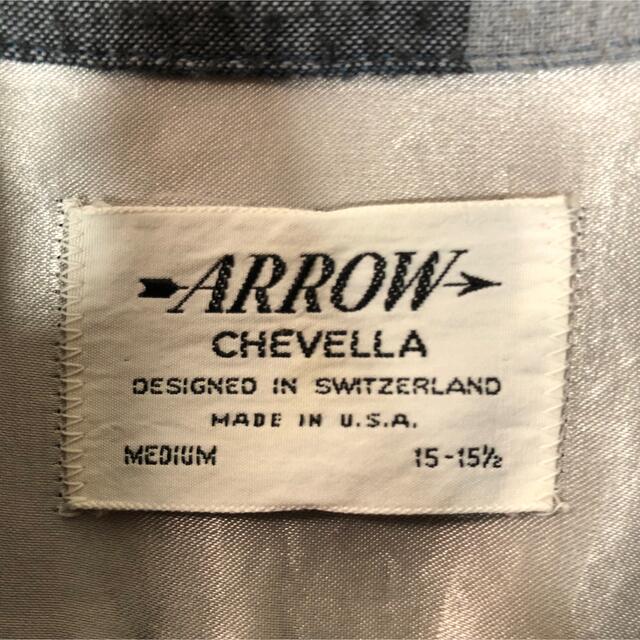 ARROW
CHEVELLA
DESIGNED IN SWITZERLAND
MADE IN U.S.A.
MEDIUM 15-15½